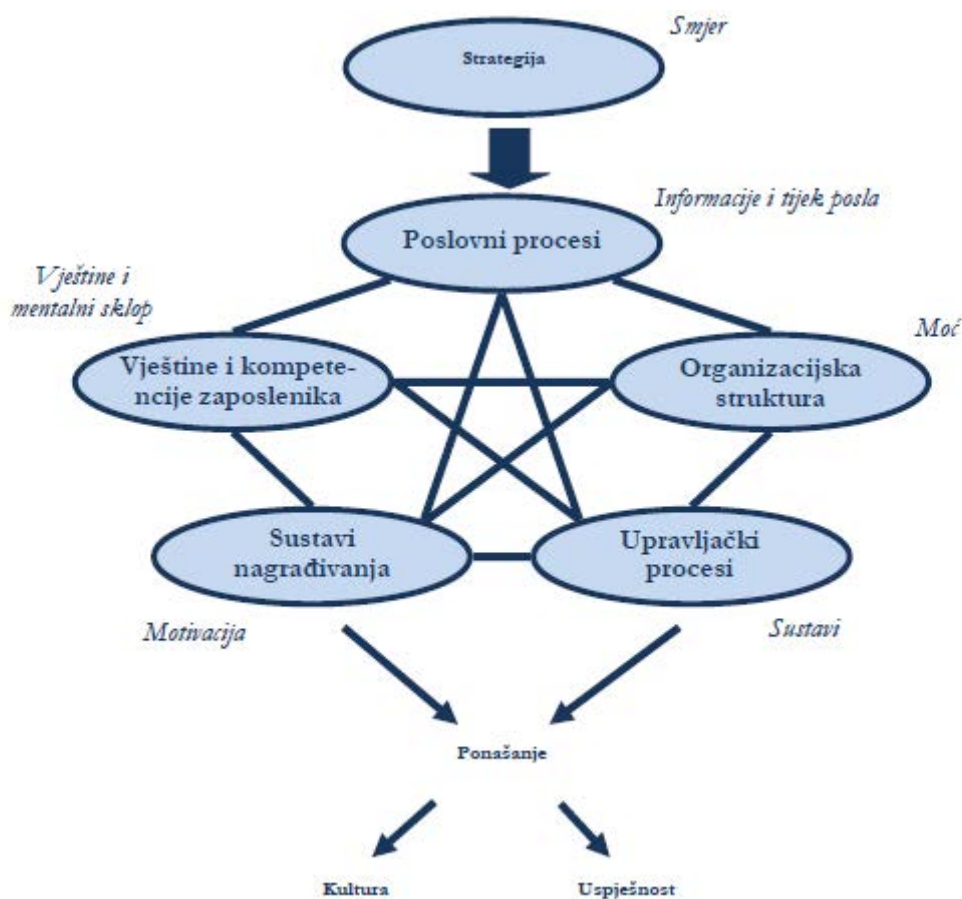 Smjer
Strategija
Informacije i tijek posla
Poslovni procesi
Vještine i
mentalni sklop
Moć
Vještine i kompete-
ncije zaposlenika
Organizacijska
struktura
Sustavi
nagrađivanja
Upravljački
procesi
Motivacija
Sustavi
Ponašanje
Kultura
Uspješnost